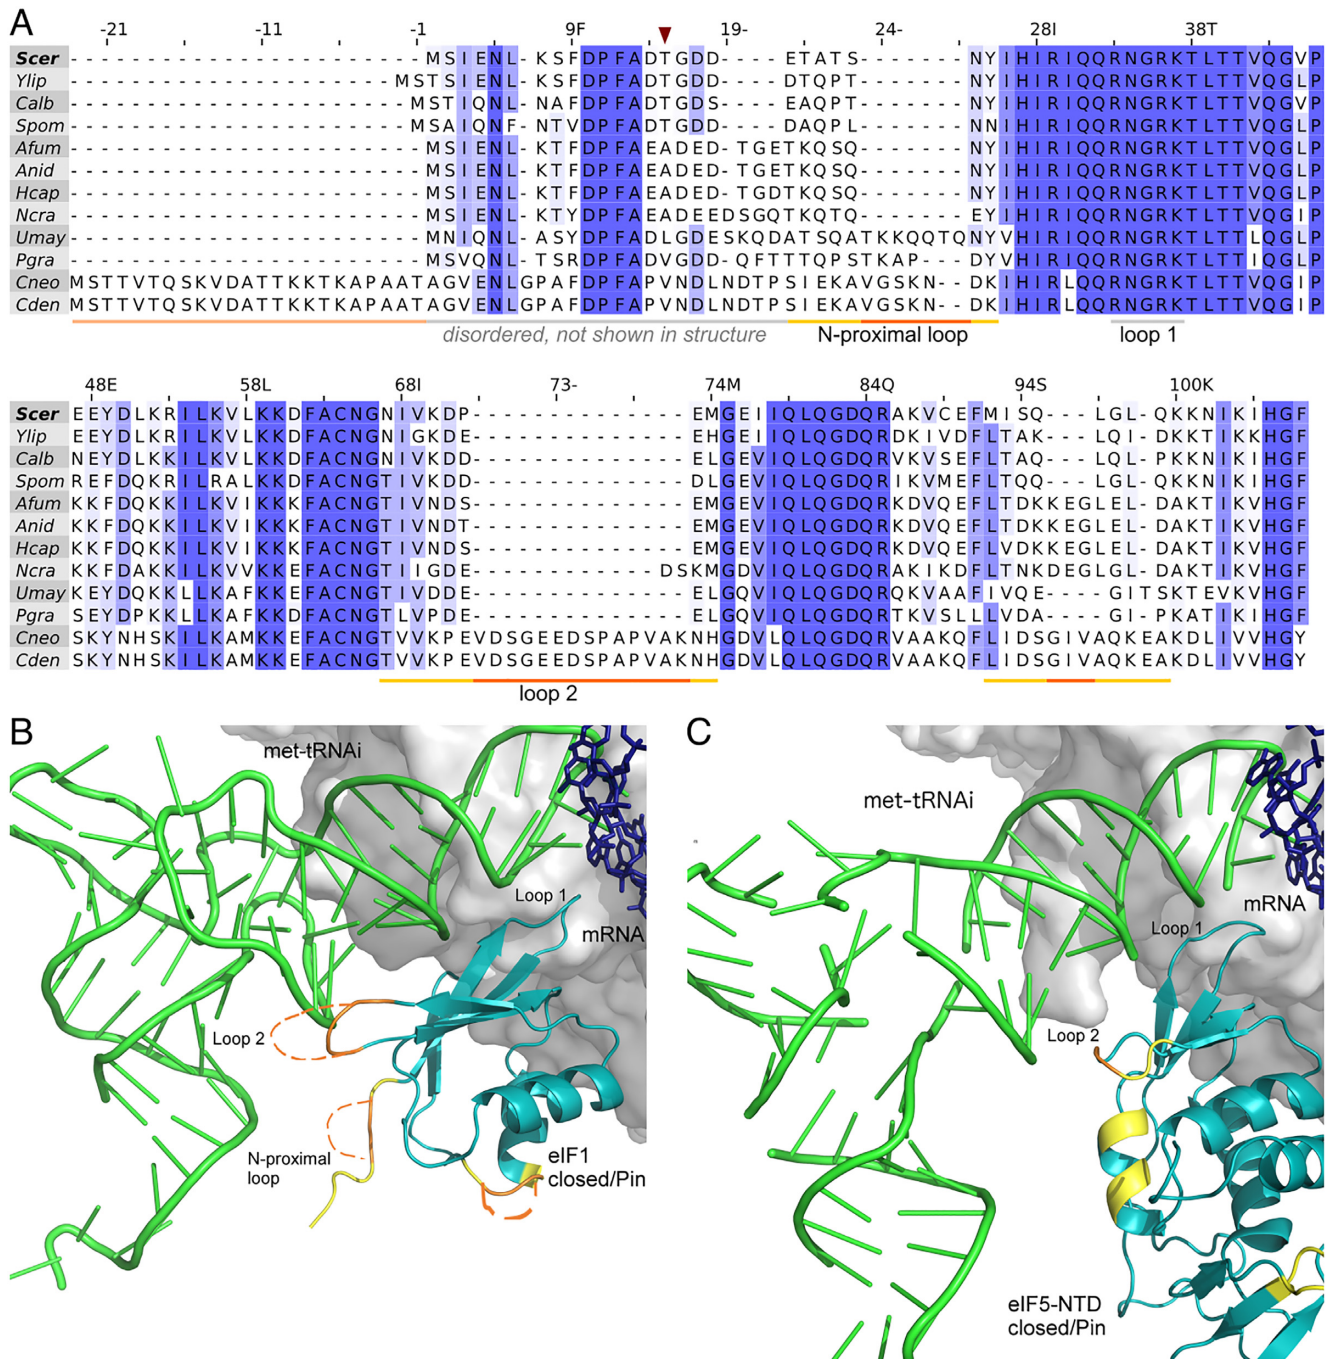 A
-21 -11 -1 9F 19- 24- 28I 38T
Scer -----------------------MSIENL-KSFDPFADTGDD----ETATS-------NYIHIRIQQRNGRKTLTTVQGVP
Ylip ---------------------MSTSIENL-KSFDPFADTGDD----DTQPT-------NYIHIRIQQRNGRKTLTTVQGLP
Calb ----------------------MSTIQNL-NAFDPFADTGDS----EAQPT-------NYIHIRIQQRNGRKTLTTVQGVP
Spom ----------------------MSAIQNF-NTVDPFADTGDD----DAQPL-------NNIHIRIQQRNGRKTLTTVQGLP
Afum -----------------------MSIENL-KTFDPFAEADED-TGETKQSQ-------NYIHIRIQQRNGRKTLTTVQGLP
Anid -----------------------MSIENL-KTFDPFAEADED-TGETKQSQ-------NYIHIRIQQRNGRKTLTTVQGLP
Hcap -----------------------MSIENL-KTFDPFAEADED-TGDTKQSQ-------NYIHIRIQQRNGRKTLTTVQGLP
Ncra -----------------------MSIENL-KTYDPFAEADEEDSGQTKQTQ-------EYIHIRIQQRNGRKTLTTVQGIP
Umay -----------------------MNIQNL-ASYDPFADLGDESKQDATSQATKKQQTQNYVHIRIQQRNGRKTLTTLQGLP
Pgra -----------------------MSVQNL-TSRDPFADVGDD-QFTTTQPSTKAP---DYVHIRIQQRNGRKTLTTIQGLP
Cneo MSTTVTQSKVDATTKKTKAPAATAGVENLGPAFDPFAPVNDLNDTPSIEKAVGSKN--DKIHIRLQQRNGRKTLTTVQGIP
Cden MSTTVTQSKVDATTKKTKAPAATAGVENLGPAFDPFAPVNDLNDTPSIEKAVGSKN--DKIHIRLQQRNGRKTLTTVQGIP
disordered, not shown in structure N-proximal loop loop 1
48E 58L 68I 73- 74M 84Q 94S 100K
Scer EEYDLKRILKVLKKDFACNGNIVKDP--------------EMGEIIQLQGDQRAKVCEFMISQ---LGL-QKKNIKIHGF
Ylip EEYDLKRILKVLKKDFACNGNIGKDE--------------EHGEIIQLQGDQRDKIVDFLTAK---LQI-DKKTIKKHGF
Calb NEYDLKKILKVLKKDFACNGNIVKDD--------------ELGEVIQLQGDQRVKVSEFLTAQ---LQL-PKKNIKIHGF
Spom REFDQKRILRALKKDFACNGTIVKDD--------------DLGEVIQLQGDQRIKVMEFLTQQ---LGL-QKKNIKIHGF
Afum KKFDQKKILKVIKKKFACNGTIVNDS--------------EMGEVIQLQGDQRKDVQEFLTDKKEGLEL-DAKTIKVHGF
Anid KKFDQKKILKVIKKKFACNGTIVNDT--------------EMGEVIQLQGDQRKDVQEFLTDKKEGLEL-DAKTIKVHGF
Hcap KKFDQKKILKVIKKKFACNGTIVNDS--------------EMGEVIQLQGDQRKDVQEFLVDKKEGLEL-DAKTIKVHGF
Ncra KKFDAKKILKVVKKEFACNGTIIGDE------------DSKMGDVIQLQGDQRAKIKDFLTNKDEGLGL-DAKTIKVHGF
Umay KEYDQKKLLKAFKKEFACNGTIVDDE--------------ELGQVIQLQGDQRQKVAAFIVQE----GITSKTEVKVHGF
Pgra SEYDPKKLLKAFKKEFACNGTLVPDE--------------ELGQVIQLQGDQRTKVSLLLVDA----GI-PKATIKIHGF
Cneo SKYNHSKILKAMKKEFACNGTVVKPEVDSGEEDSPAPVAKNHGDVLQLQGDQRVAAKQFLIDSGIVAQKEAKDLIVVHGY
Cden SKYNHSKILKAMKKEFACNGTVVKPEVDSGEEDSPAPVAKNHGDVLQLQGDQRVAAKQFLIDSGIVAQKEAKDLIVVHGY
loop 2
B
met-tRNAi
Loop 1
mRNA
Loop 2
N-proximal
loop
eIF1
closed/Pin
C
met-tRNAi
mRNA
Loop 1
Loop 2
eIF5-NTD
closed/Pin